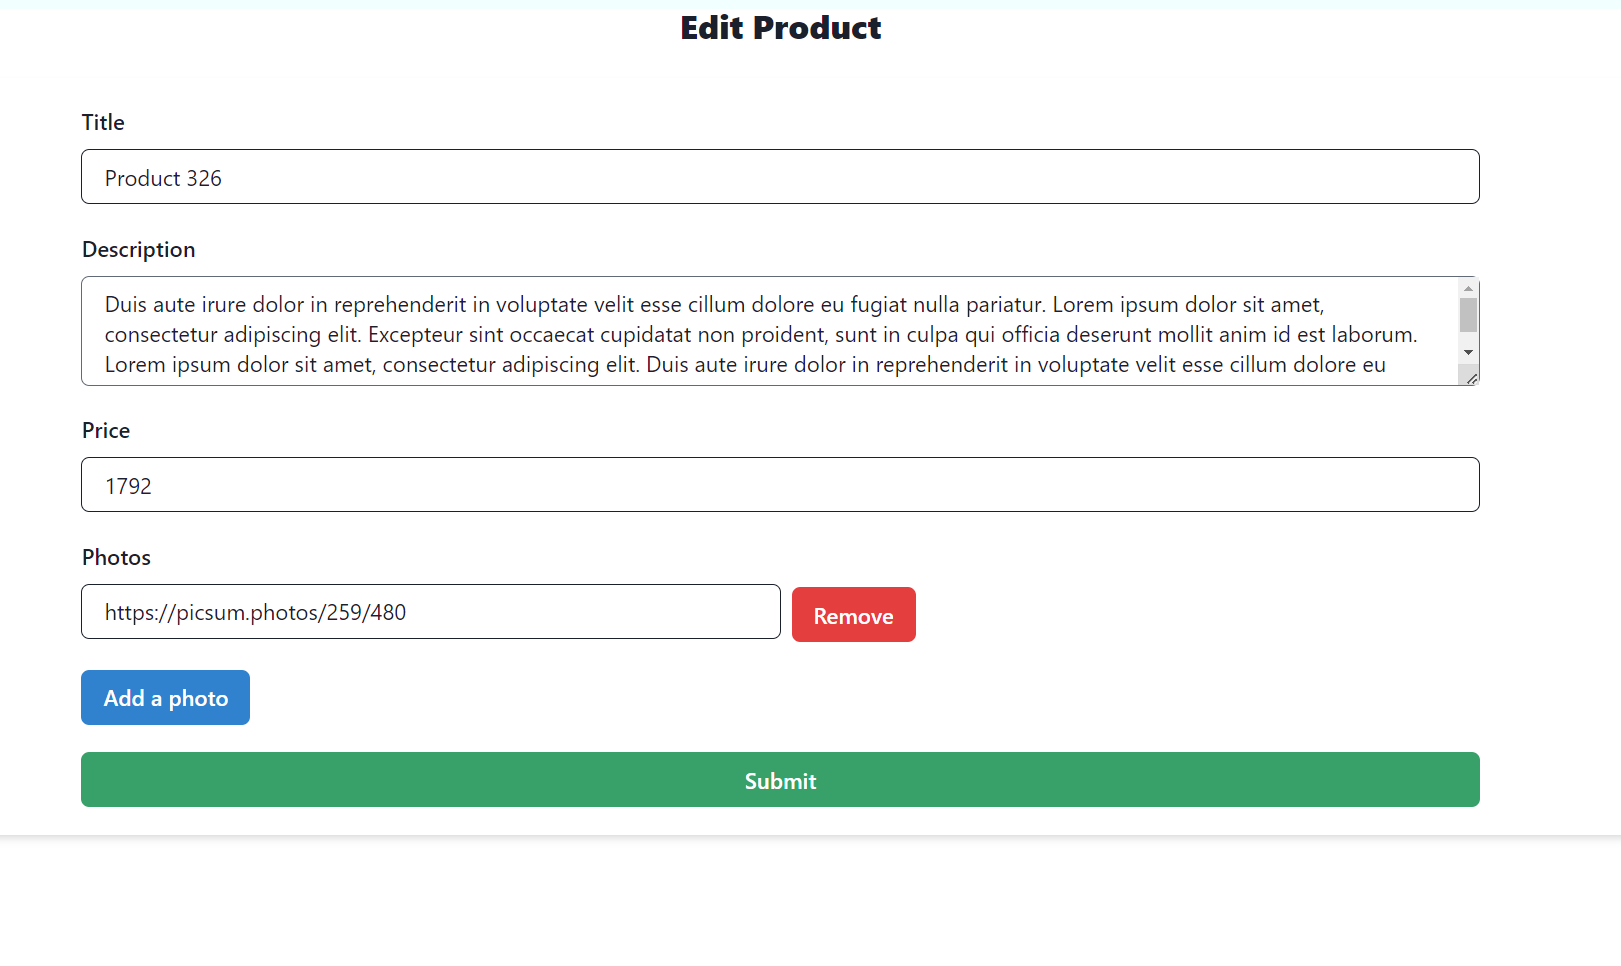 Edit Product
Title
Product 326
Description
Duis aute irure dolor in reprehenderit in voluptate velit esse cillum dolore eu fugiat nulla pariatur. Lorem ipsum dolor sit amet,
consectetur adipiscing elit. Excepteur sint occaecat cupidatat non proident, sunt in culpa qui officia deserunt mollit anim id est laborum.
Lorem ipsum dolor sit amet, consectetur adipiscing elit. Duis aute irure dolor in reprehenderit in voluptate velit esse cillum dolore eu
Price
1792
Photos
https://picsum.photos/259/480
Remove
Add a photo
Submit